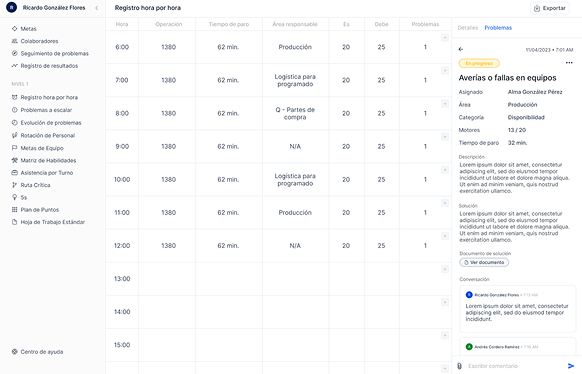 R
Ricardo González Flores
Metas
Colaboradores
Seguimiento de problemas
Registro de resultados
NIVEL 1
Registro hora por hora
Problemas a escalar
Evolución de problemas
Rotación de Personal
Metas de Equipo
Matriz de Habilidades
Asistencia por Turno
Ruta Crítica
5s
Plan de Puntos
Hoja de Trabajo Estándar
Centro de ayuda
Registro hora por hora
Exportar
Hora Operación Tiempo de paro Área responsable Es Debe Problemas
6:00 1380 62 min. Producción 20 25 1
7:00 1380 62 min. Logística para programado 20 25 1
8:00 1380 62 min. Q - Partes de compra 20 25 1
9:00 1380 62 min. N/A 20 25 1
10:00 1380 62 min. Logística para programado 20 25 1
11:00 1380 62 min. Producción 20 25 1
12:00 1380 62 min. N/A 20 25 1
13:00
14:00
15:00
Detalles Problemas
11/04/2023 • 7:01 AM
En progreso
Averías o fallas en equipos
Asignado Alma González Pérez
Área Producción
Categoría Disponibilidad
Motores 13 / 20
Tiempo de paro 32 min.
Descripción
Lorem ipsum dolor sit amet, consectetur
adipiscing elit, sed do eiusmod tempor
incididunt ut labore et dolore magna aliqua.
Ut enim ad minim veniam, quis nostrud
exercitation ullamco.
Solución
Lorem ipsum dolor sit amet, consectetur
adipiscing elit, sed do eiusmod tempor
incididunt ut labore et dolore magna aliqua.
Ut enim ad minim veniam, quis nostrud
exercitation ullamco.
Documento de solución
Ver documento
Conversación
Ricardo González Flores • 7:13 AM
Lorem ipsum dolor sit amet, consectetur
adipiscing elit, sed do eiusmod tempor
incididunt.
Andrés Cordero Ramírez
Escribir comentario